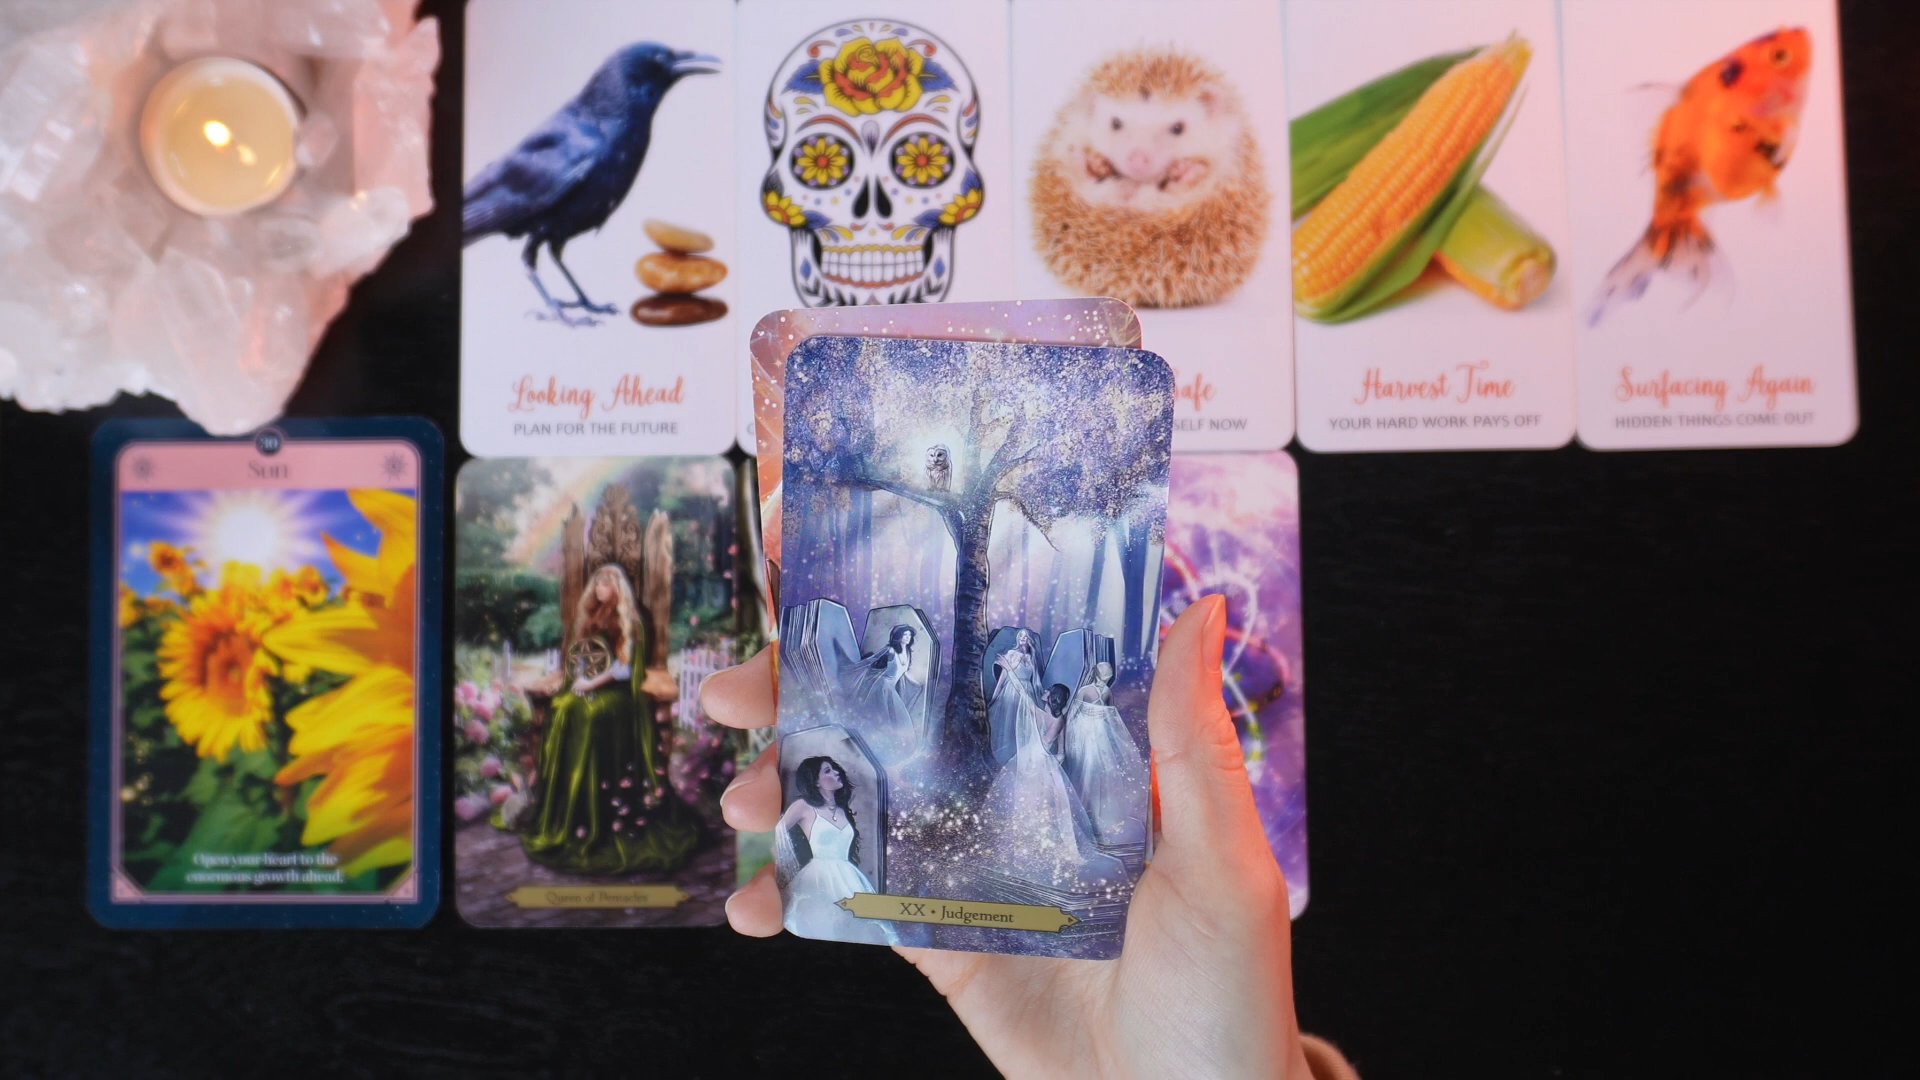 Looking Ahead
PLAN FOR THE FUTURE
Safe
SELF NOW
Harvest Time
YOUR HARD WORK PAYS OFF
Surfacing Again
HIDDEN THINGS COME OUT
30
Sun
Open your heart to the
enormous growth ahead.
Queen of Pentacles
XX • Judgement